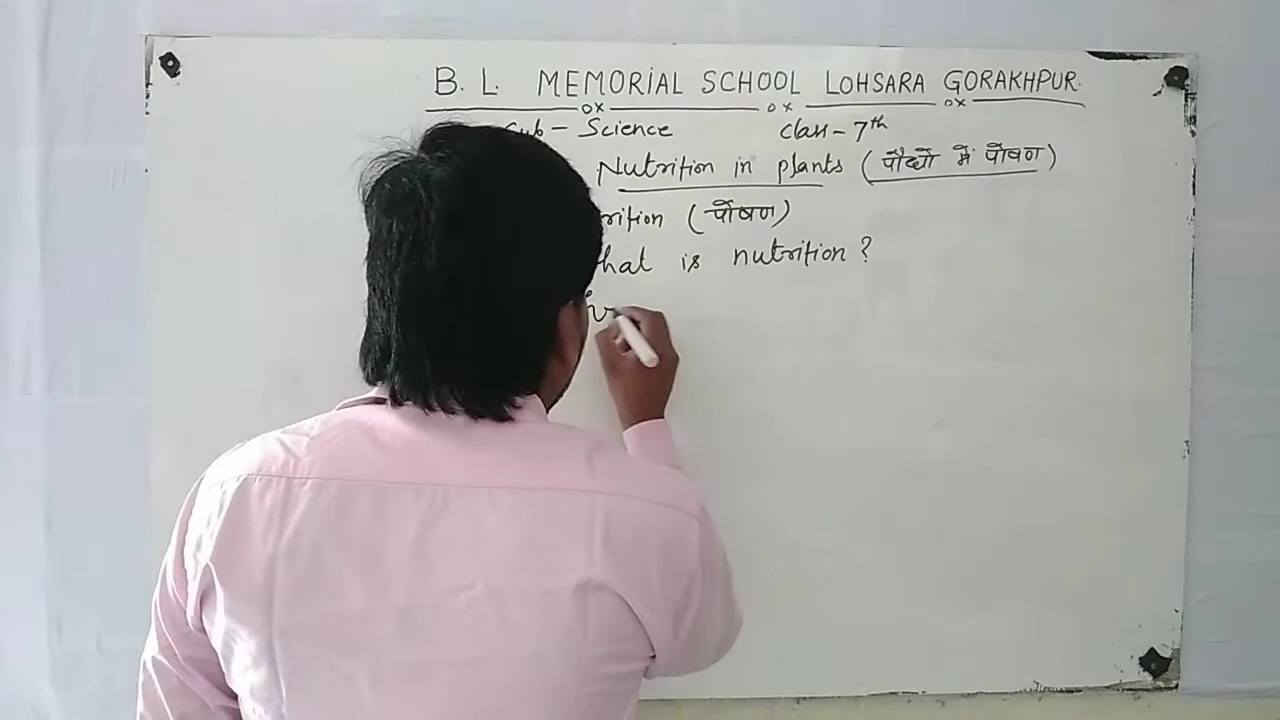 B. L. MEMORIAL SCHOOL LOHSARA GORAKHPUR.
Sub - Science Class - 7th
Nutrition in plants (पौधों में पोषण)
rition (पोषण)
hat is nutrition?